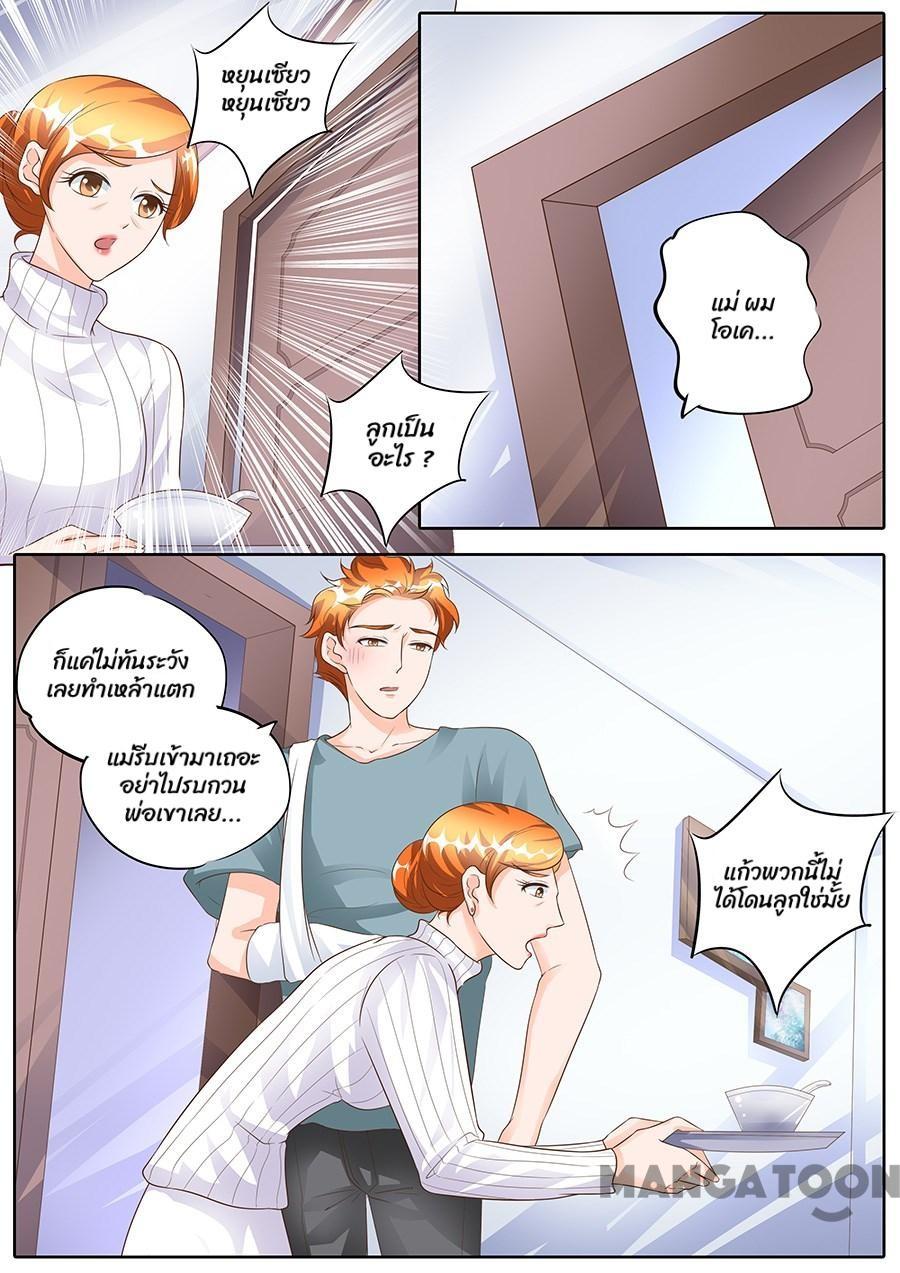 หยุนเซียว
หยุนเซียว
แม่ ผม
โอเค...
ลูกเป็น
อะไร ?
ก็แค่ไม่ทันระวัง
เลยทำเหล้าแตก
แม่รีบเข้ามาเถอะ
อย่าไปรบกวน
พ่อเขาเลย...
แก้วพวกนี้ไม่
ได้โดนลูกใช่มั้ย
MANGATOON